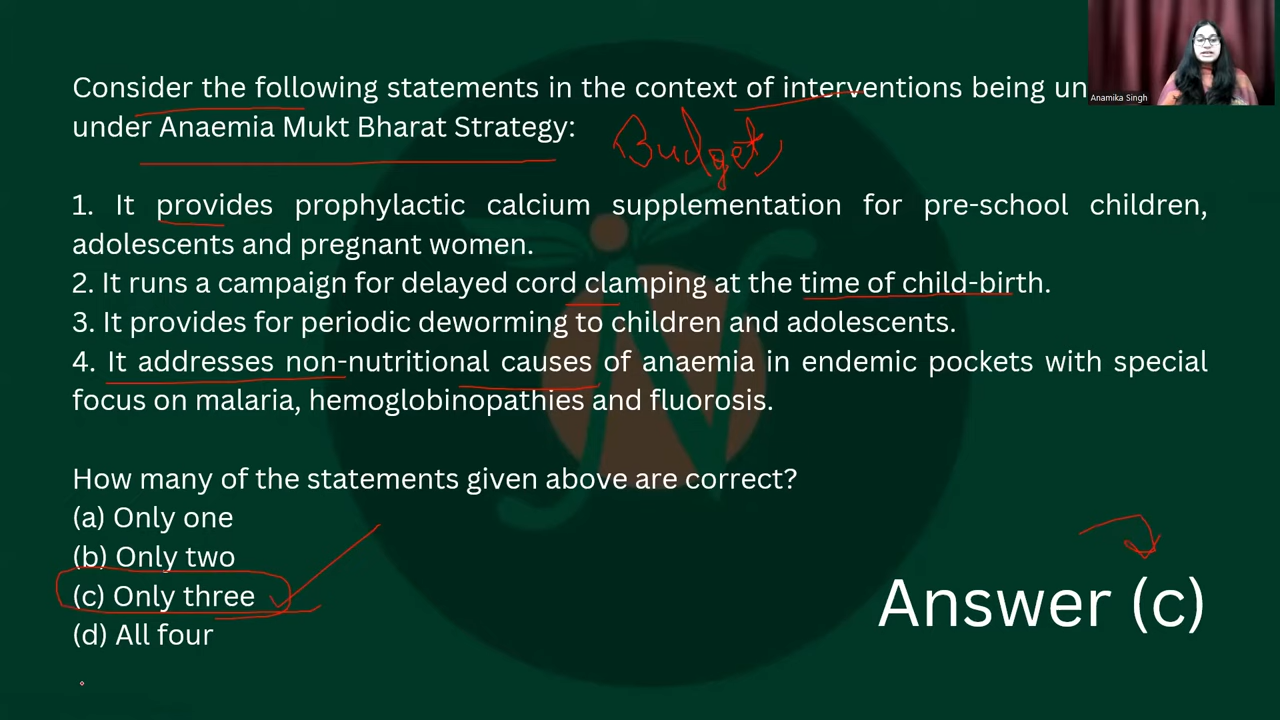 Consider the following statements in the context of interventions being un
Anamika Singh
under Anaemia Mukt Bharat Strategy:
Budget
1. It provides prophylactic calcium supplementation for pre-school children,
adolescents and pregnant women.
2. It runs a campaign for delayed cord clamping at the time of child-birth.
3. It provides for periodic deworming to children and adolescents.
4. It addresses non-nutritional causes of anaemia in endemic pockets with special
focus on malaria, hemoglobinopathies and fluorosis.
How many of the statements given above are correct?
(a) Only one
(b) Only two
(c) Only three
(d) All four
Answer (c)